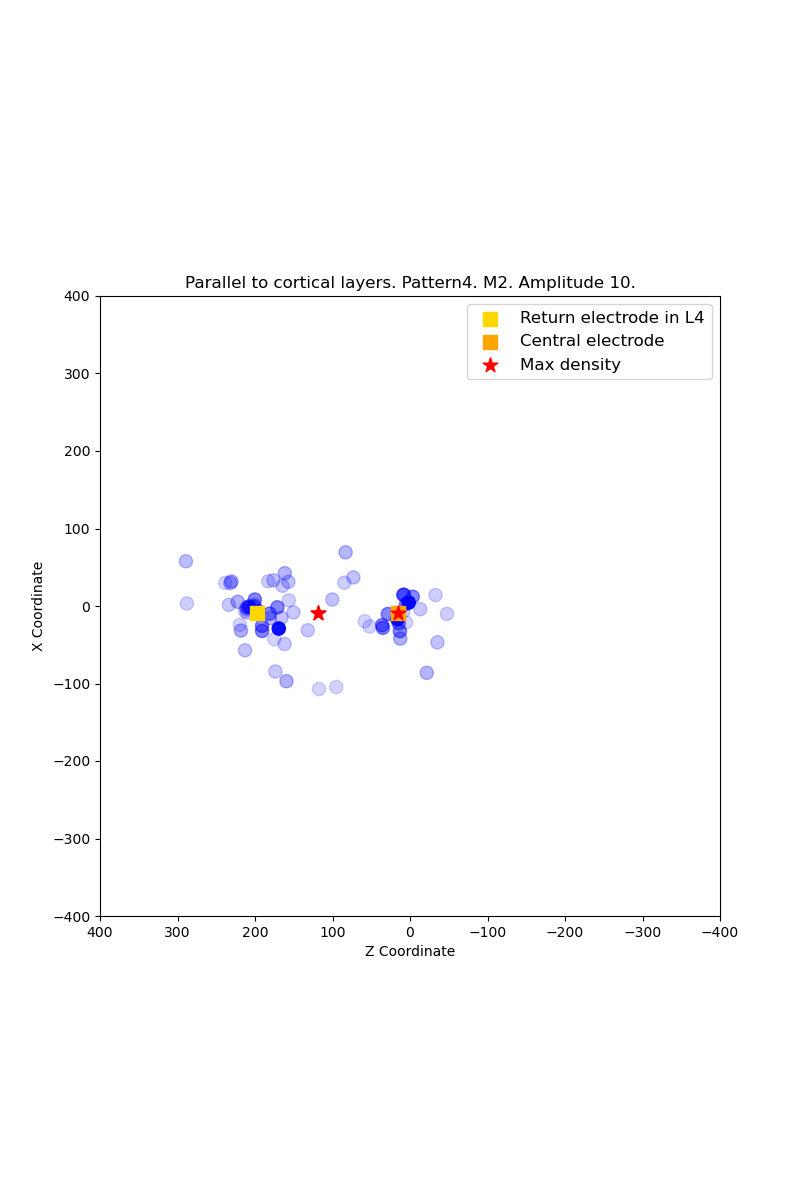 Parallel to cortical layers. Pattern4. M2. Amplitude 10.
Return electrode in L4
Central electrode
Max density
X Coordinate
400
300
200
100
0
−100
−200
−300
−400
400 300 200 100 0 −100 −200 −300 −400
Z Coordinate